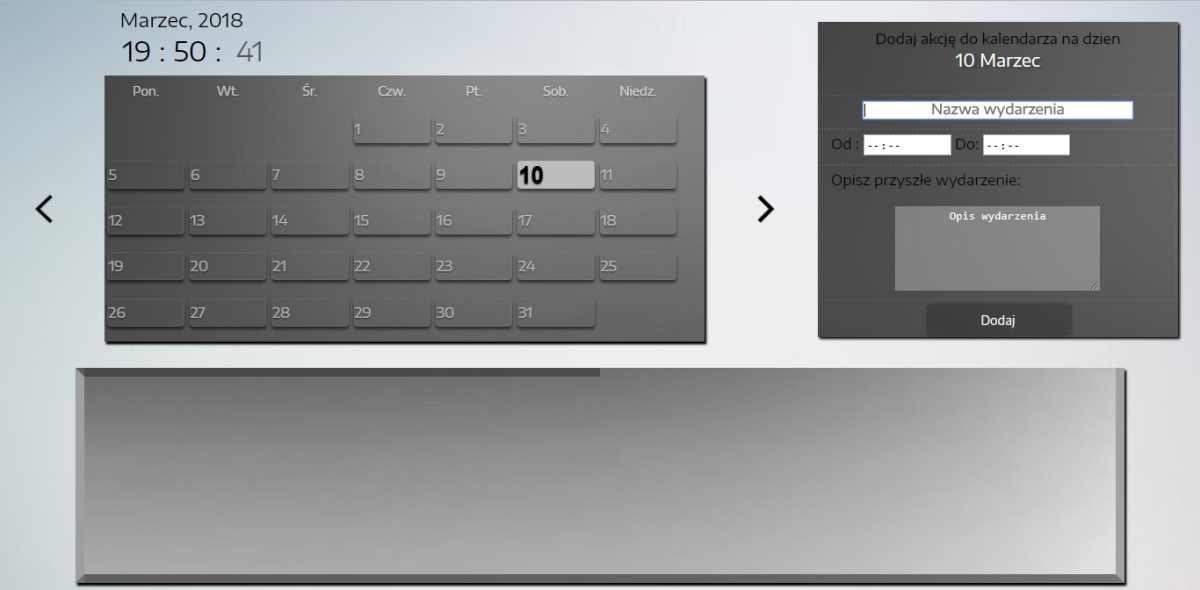 Marzec, 2018
19 : 50 : 41
Pon. Wt. Śr. Czw. Pt. Sob. Niedz.
1 2 3 4
5 6 7 8 9 10 11
12 13 14 15 16 17 18
19 20 21 22 23 24 25
26 27 28 29 30 31
Dodaj akcję do kalendarza na dzien
10 Marzec
Nazwa wydarzenia
Od : --:-- Do: --:--
Opisz przyszłe wydarzenie:
Opis wydarzenia
Dodaj